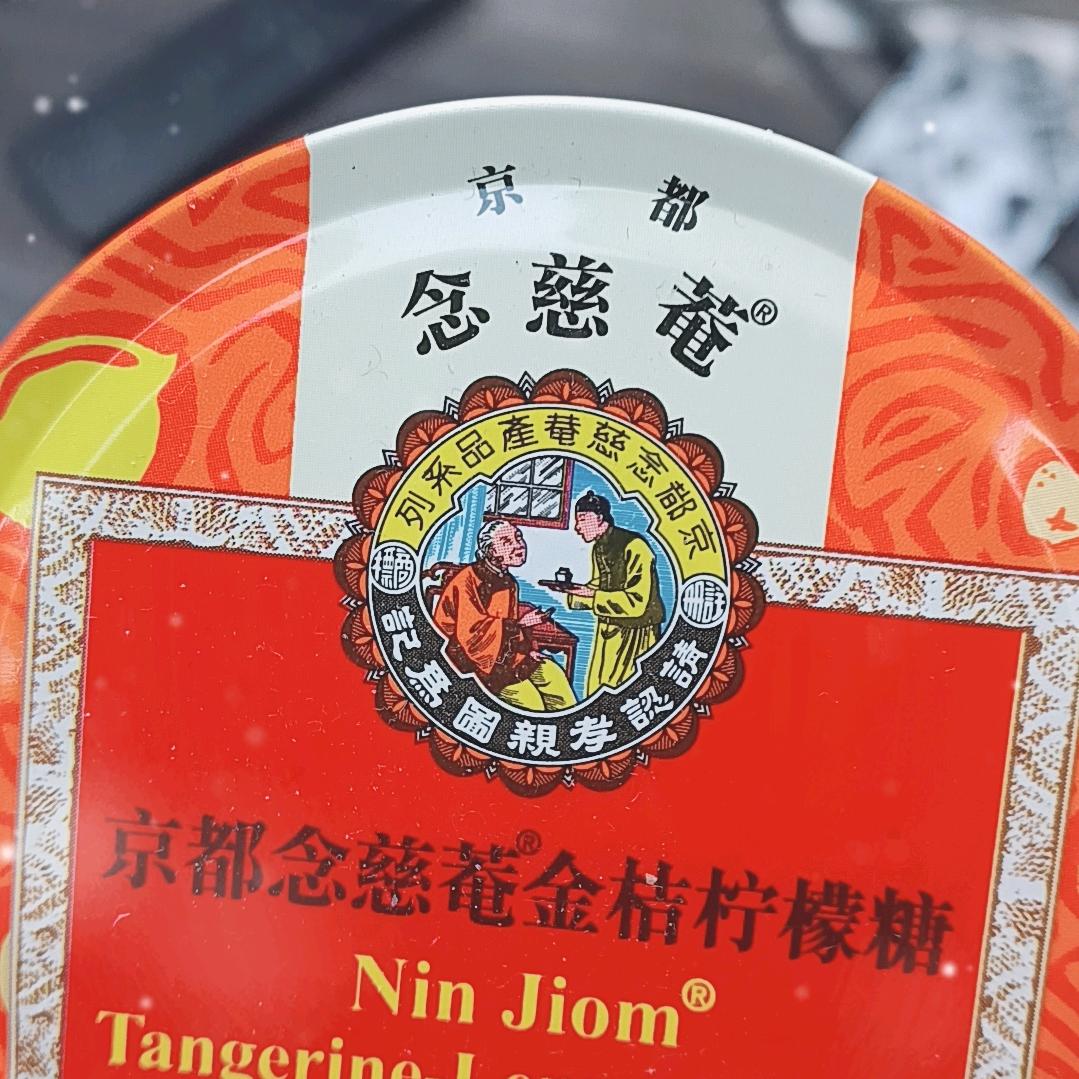 京都
念慈菴®
京都念慈菴產品系列
請認孝親圖為記
京都念慈菴®金桔柠檬糖
Nin Jiom®
Tangerine-